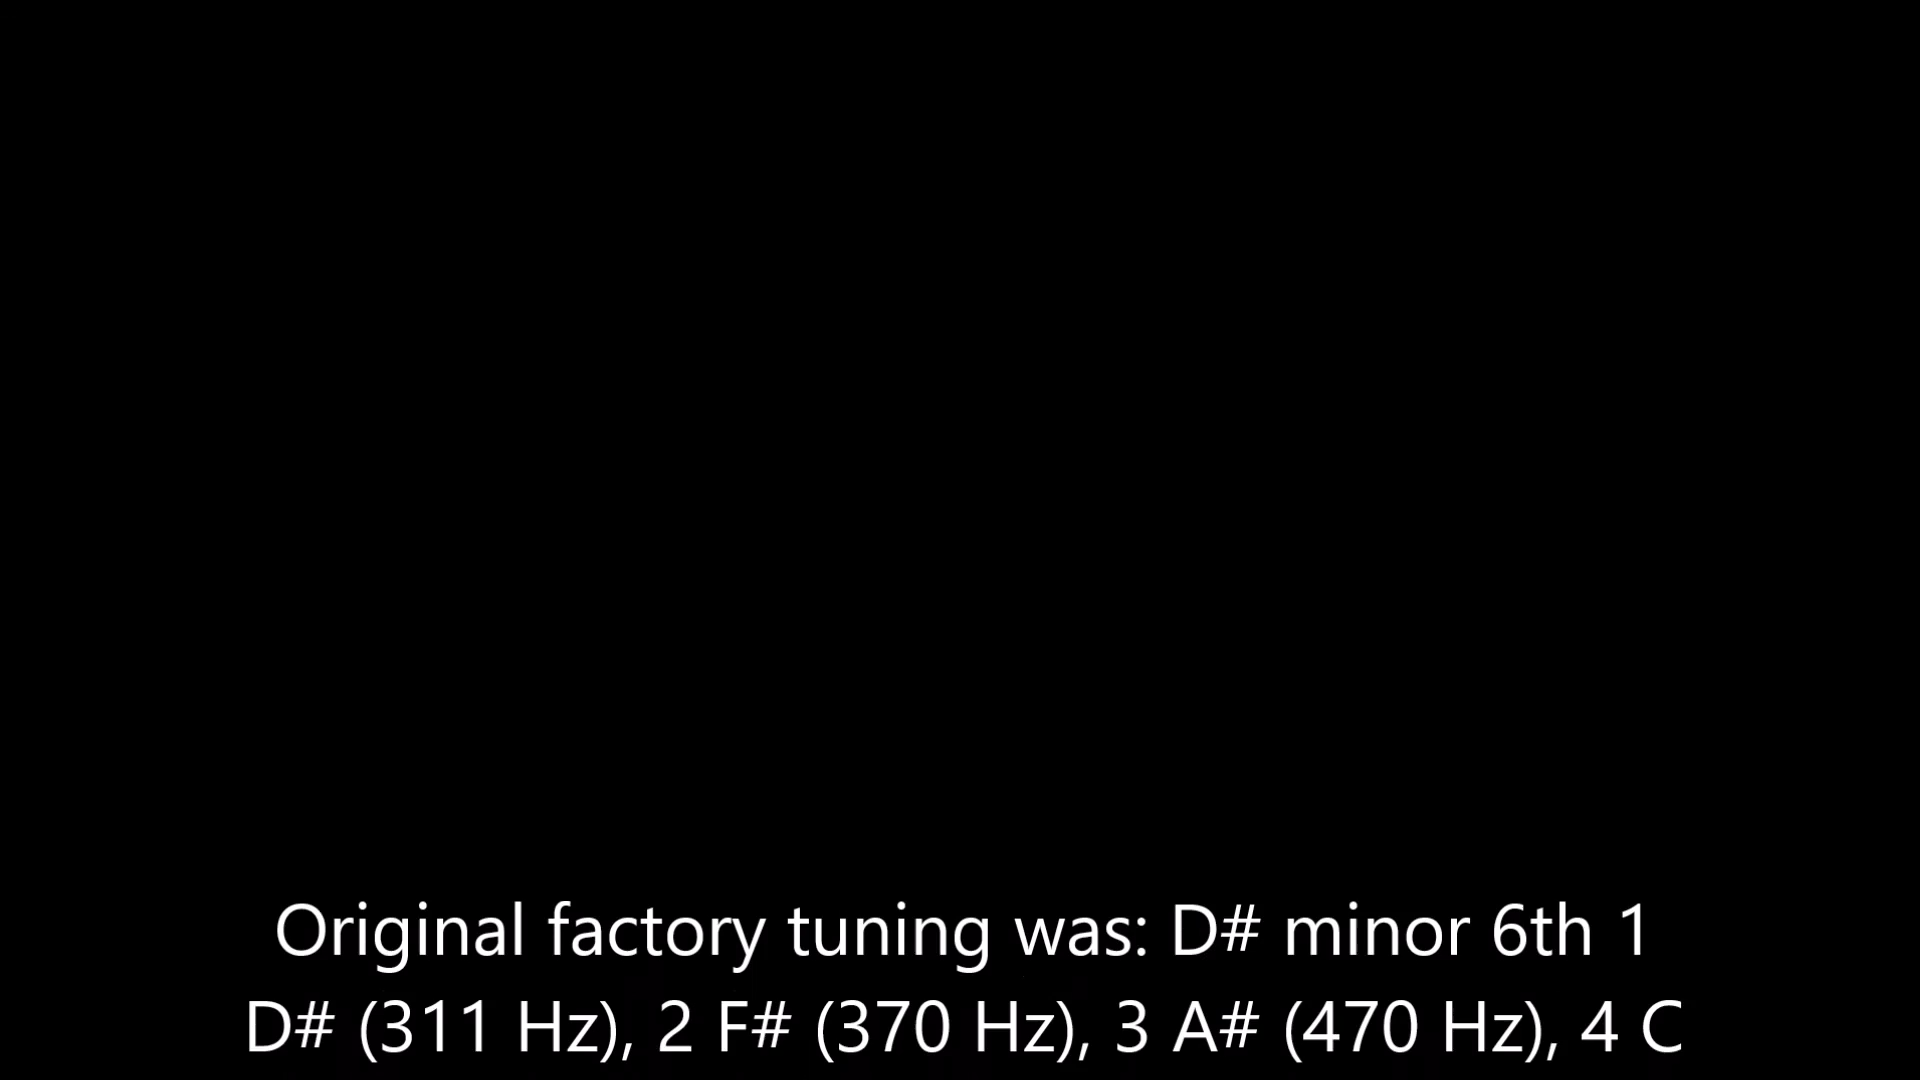 Original factory tuning was: D# minor 6th 1
D# (311 Hz), 2 F# (370 Hz), 3 A# (470 Hz), 4 C